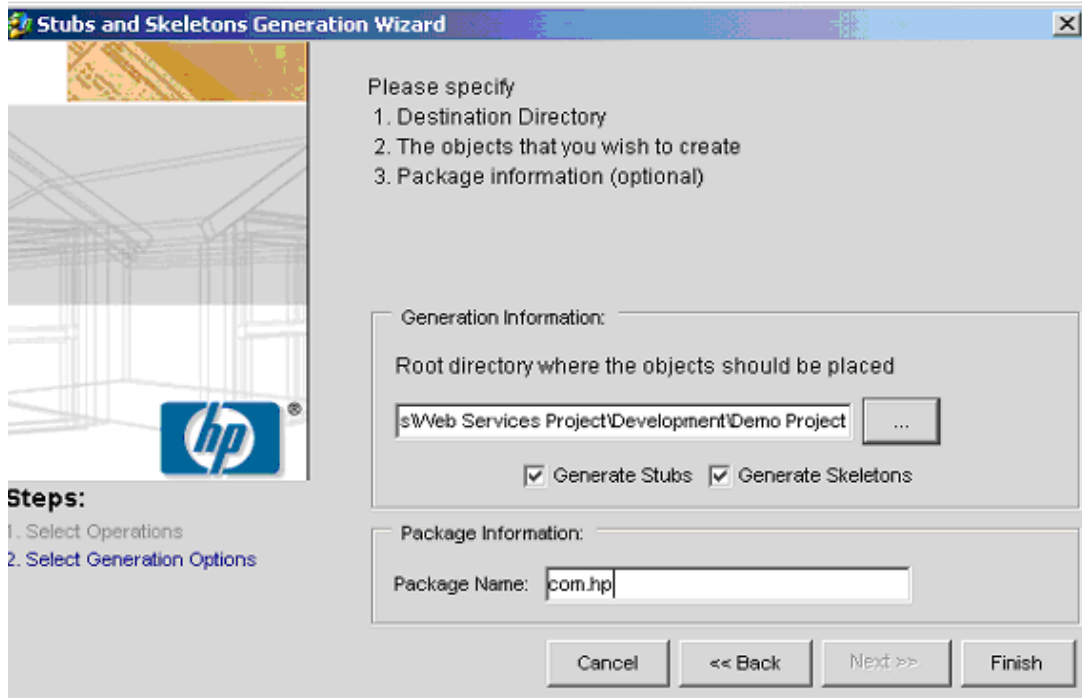 Stubs and Skeletons Generation Wizard
Please specify
1. Destination Directory
2. The objects that you wish to create
3. Package information (optional)
Generation Information:
Root directory where the objects should be placed
s\Web Services Project\Development\Demo Project
...
Generate Stubs
Generate Skeletons
hp
®
Steps:
1. Select Operations
2. Select Generation Options
Package Information:
Package Name:
com.hp
Cancel
<< Back
Next >>
Finish